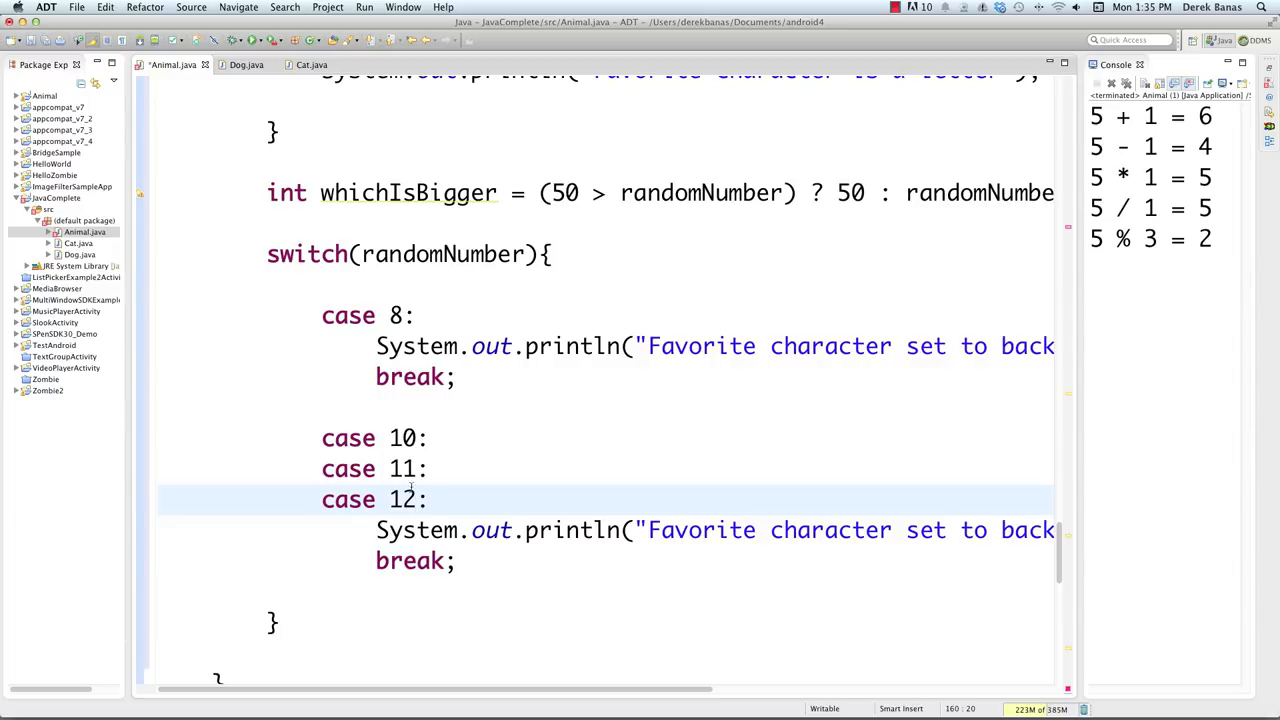 ADT File Edit Refactor Source Navigate Search Project Run Window Help 10 Mon 1:35 PM Derek Banas
Java – JavaComplete/src/Animal.java – ADT – /Users/derekbanas/Documents/android4
Quick Access Java DDMS
Package Exp
Animal
appcompat_v7
appcompat_v7_2
appcompat_v7_3
appcompat_v7_4
BridgeSample
HelloWorld
HelloZombie
ImageFilterSampleApp
JavaComplete
src
(default package)
Animal.java
Cat.java
Dog.java
JRE System Library [Ja
ListPickerExample2Activi
MediaBrowser
MultiWindowSDKExample
MusicPlayerActivity
SlookActivity
SPenSDK30_Demo
TestAndroid
TextGroupActivity
VideoPlayerActivity
Zombie
Zombie2
*Animal.java Dog.java Cat.java
System.out.println("Favorite character is a letter");
}
int whichIsBigger = (50 > randomNumber) ? 50 : randomNumbe
switch(randomNumber){
case 8:
System.out.println("Favorite character set to back
break;
case 10:
case 11:
case 12:
System.out.println("Favorite character set to back
break;
}
}
Console
<terminated> Animal (1) [Java Application] /S
5 + 1 = 6
5 - 1 = 4
5 * 1 = 5
5 / 1 = 5
5 % 3 = 2
Writable Smart Insert 160 : 20 223M of 385M